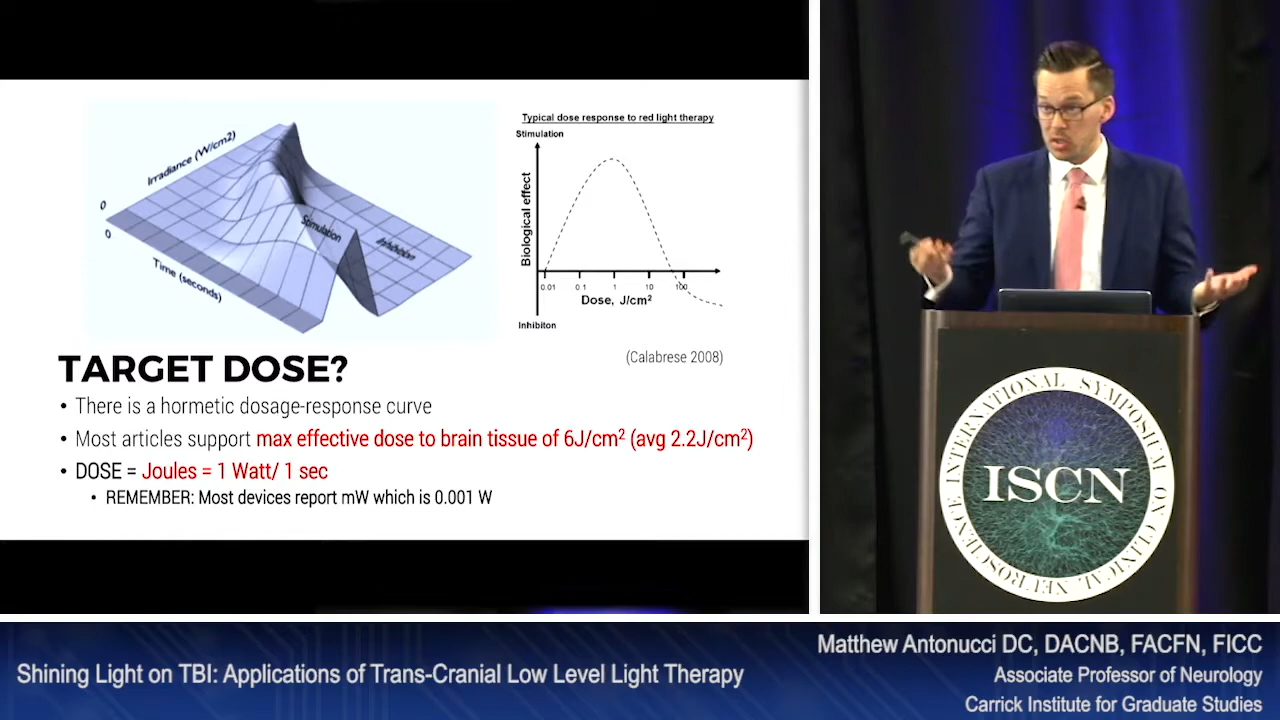 Irradiance (W/cm2)
0
0
Time (seconds)
Stimulation
Inhibition
Typical dose response to red light therapy
Stimulation
Biological effect
0.01 0.1 1 10 100
Dose, J/cm²
Inhibiton
(Calabrese 2008)
TARGET DOSE?
• There is a hormetic dosage-response curve
• Most articles support max effective dose to brain tissue of 6J/cm² (avg 2.2J/cm²)
• DOSE = Joules = 1 Watt/ 1 sec
• REMEMBER: Most devices report mW which is 0.001 W
INTERNATIONAL SYMPOSIUM ON CLINICAL NEUROSCIENCE
ISCN
Shining Light on TBI: Applications of Trans-Cranial Low Level Light Therapy
Matthew Antonucci DC, DACNB, FACFN, FICC
Associate Professor of Neurology
Carrick Institute for Graduate Studies